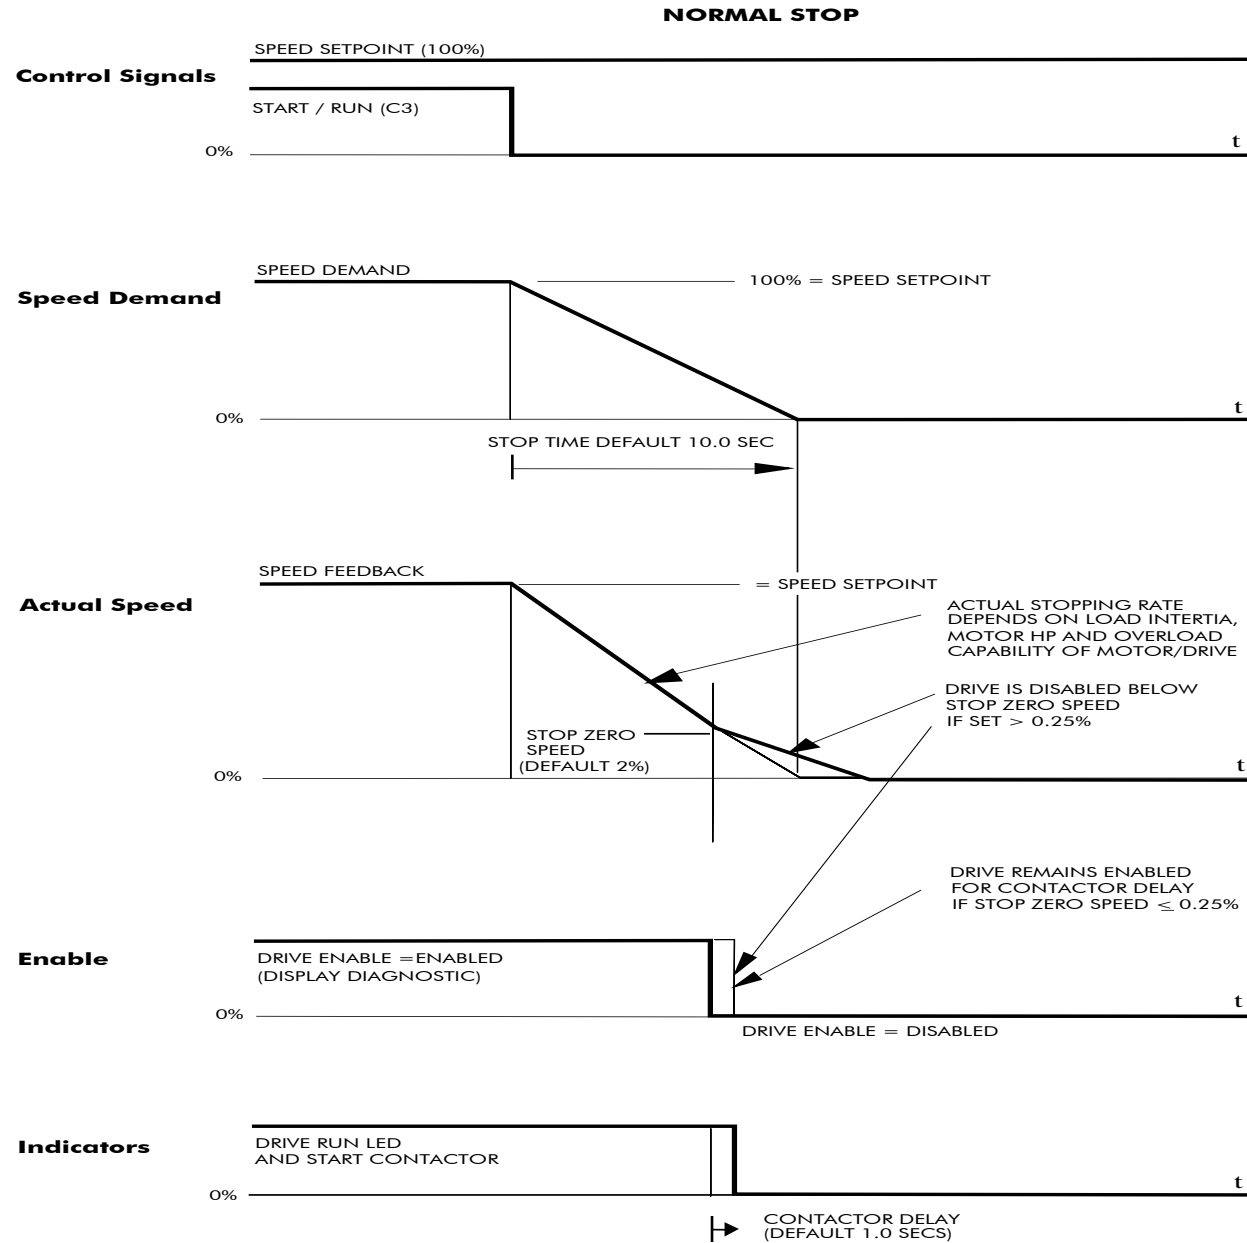 NORMAL STOP
SPEED SETPOINT (100%)
Control Signals
START / RUN (C3)
t
0%
SPEED DEMAND
100% = SPEED SETPOINT
Speed Demand
t
0%
STOP TIME DEFAULT 10.0 SEC
SPEED FEEDBACK
= SPEED SETPOINT
Actual Speed
ACTUAL STOPPING RATE
DEPENDS ON LOAD INTERTIA,
MOTOR HP AND OVERLOAD
CAPABILITY OF MOTOR/DRIVE
DRIVE IS DISABLED BELOW
STOP ZERO SPEED
IF SET > 0.25%
STOP ZERO
SPEED
(DEFAULT 2%)
t
0%
DRIVE REMAINS ENABLED
FOR CONTACTOR DELAY
IF STOP ZERO SPEED ≤ 0.25%
Enable
DRIVE ENABLE =ENABLED
(DISPLAY DIAGNOSTIC)
t
0%
DRIVE ENABLE = DISABLED
Indicators
DRIVE RUN LED
AND START CONTACTOR
t
0%
CONTACTOR DELAY
(DEFAULT 1.0 SECS)